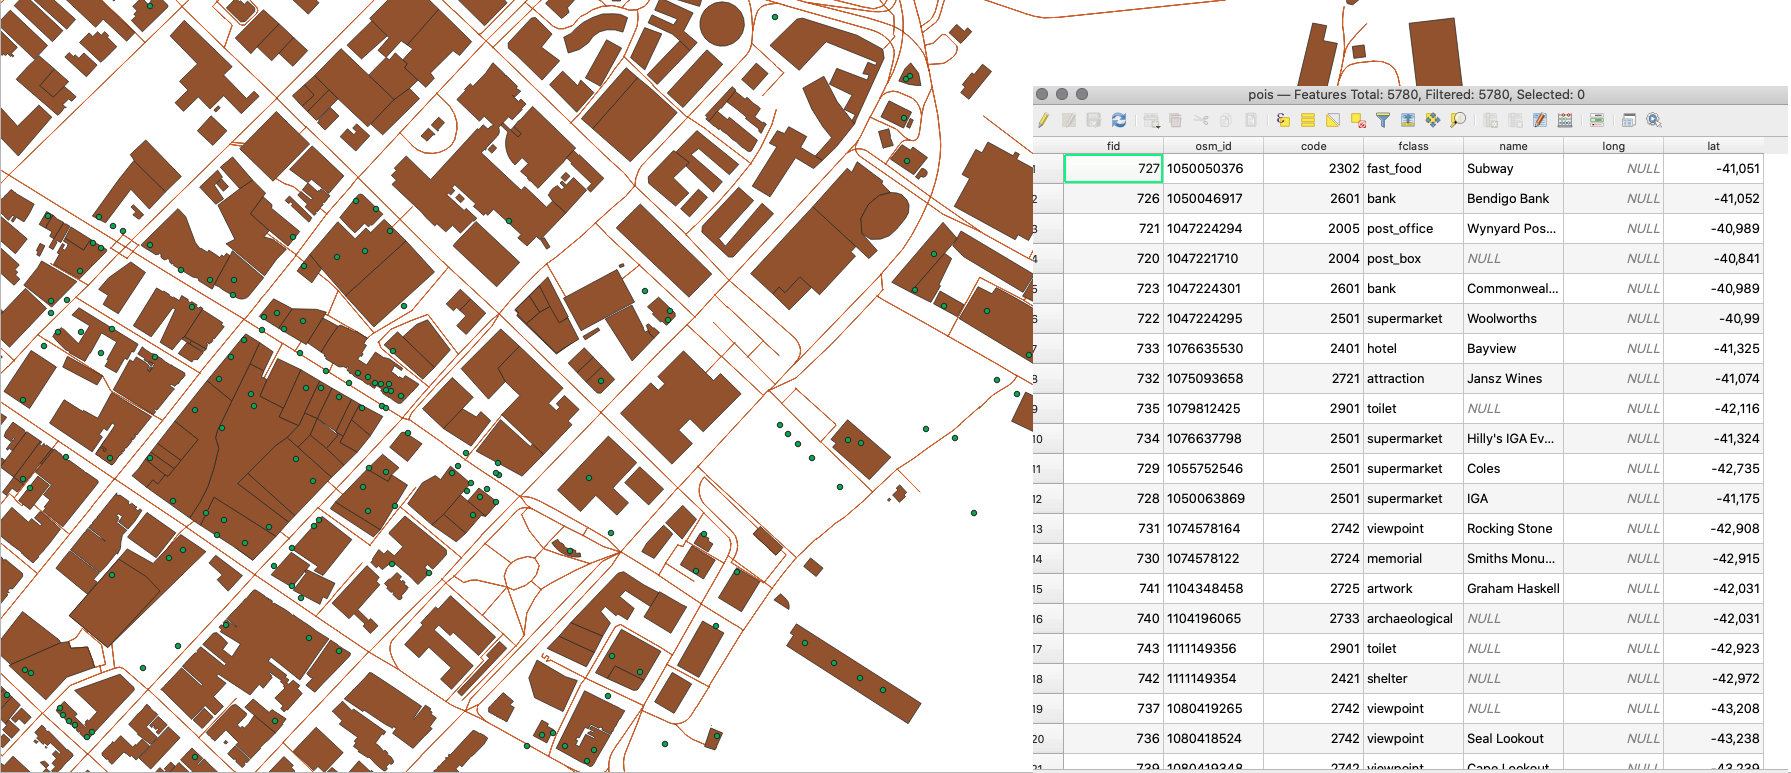 pois — Features Total: 5780, Filtered: 5780, Selected: 0
fid osm_id code fclass name long lat
1 727 1050050376 2302 fast_food Subway NULL -41,051
2 726 1050046917 2601 bank Bendigo Bank NULL -41,052
3 721 1047224294 2005 post_office Wynyard Pos... NULL -40,989
4 720 1047221710 2004 post_box NULL NULL -40,841
5 723 1047224301 2601 bank Commonweal... NULL -40,989
6 722 1047224295 2501 supermarket Woolworths NULL -40,99
7 733 1076635530 2401 hotel Bayview NULL -41,325
8 732 1075093658 2721 attraction Jansz Wines NULL -41,074
9 735 1079812425 2901 toilet NULL NULL -42,116
10 734 1076637798 2501 supermarket Hilly's IGA Ev... NULL -41,324
11 729 1055752546 2501 supermarket Coles NULL -42,735
12 728 1050063869 2501 supermarket IGA NULL -41,175
13 731 1074578164 2742 viewpoint Rocking Stone NULL -42,908
14 730 1074578122 2724 memorial Smiths Monu... NULL -42,915
15 741 1104348458 2725 artwork Graham Haskell NULL -42,031
16 740 1104196065 2733 archaeological NULL NULL -42,031
17 743 1111149356 2901 toilet NULL NULL -42,923
18 742 1111149354 2421 shelter NULL NULL -42,972
19 737 1080419265 2742 viewpoint NULL NULL -43,208
20 736 1080418524 2742 viewpoint Seal Lookout NULL -43,238
21 739 1080419348 2742 viewpoint Cape Lookout NULL -43,239